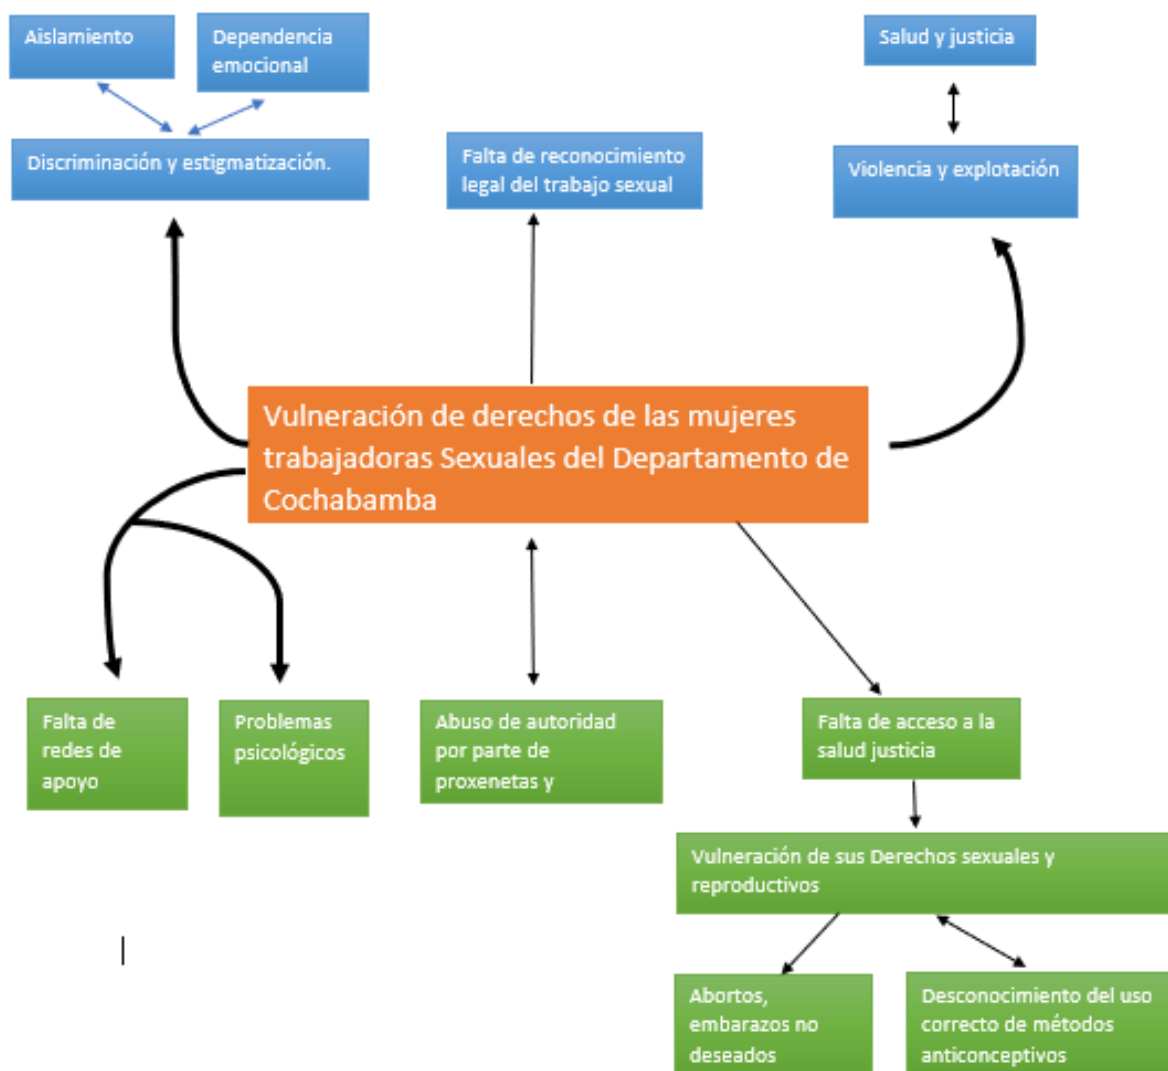 Aislamiento
Dependencia
emocional
Salud y justicia
Discriminación y estigmatización.
Falta de reconocimiento
legal del trabajo sexual
Violencia y explotación
Vulneración de derechos de las mujeres
trabajadoras Sexuales del Departamento de
Cochabamba
Falta de
redes de
apoyo
Problemas
psicológicos
Abuso de autoridad
por parte de
proxenetas y
Falta de acceso a la
salud justicia
Vulneración de sus Derechos sexuales y
reproductivos
Abortos,
embarazos no
deseados
Desconocimiento del uso
correcto de métodos
anticonceptivos